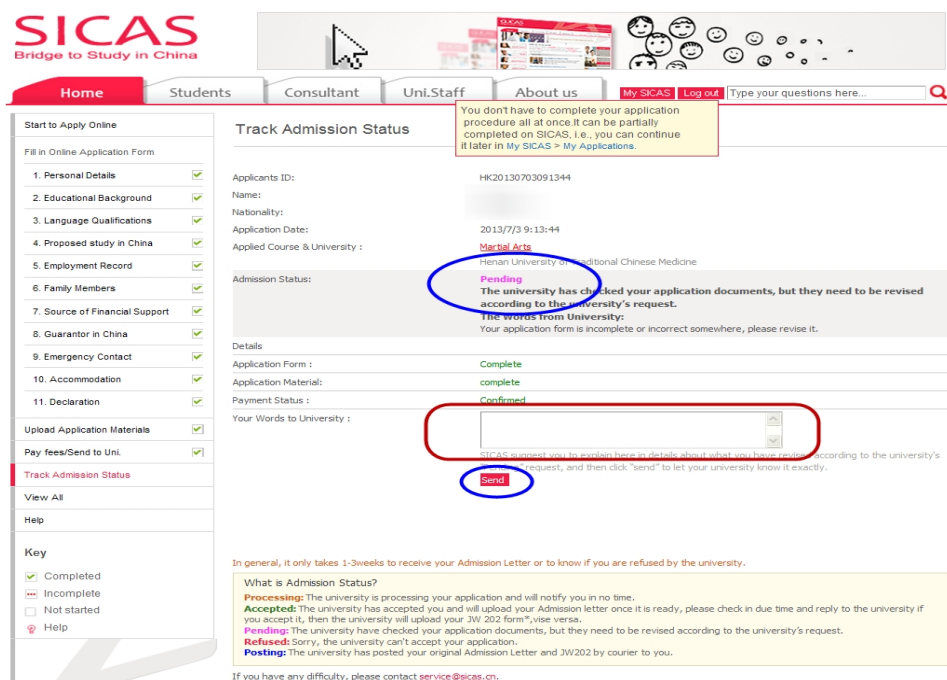 SICAS
Bridge to Study in China
Home
Students
Consultant
Uni.Staff
About us
My SICAS
Log out
Type your questions here...
You don't have to complete your application
procedure all at once.It can be partially
completed on SICAS, i.e., you can continue
it later in My SICAS > My Applications.
Start to Apply Online
Fill in Online Application Form
1. Personal Details
2. Educational Background
3. Language Qualifications
4. Proposed study in China
5. Employment Record
6. Family Members
7. Source of Financial Support
8. Guarantor in China
9. Emergency Contact
10. Accommodation
11. Declaration
Upload Application Materials
Pay fees/Send to Uni.
Track Admission Status
View All
Help
Key
Completed
Incomplete
Not started
Help
Track Admission Status
Applicants ID: HK20130703091344
Name:
Nationality:
Application Date: 2013/7/3 9:13:44
Applied Course & University : Martial Arts
Henan University of Traditional Chinese Medicine
Admission Status: Pending
The university has checked your application documents, but they need to be revised
according to the university's request.
The Words from University:
Your application form is incomplete or incorrect somewhere, please revise it.
Details
Application Form : Complete
Application Material: complete
Payment Status : Confirmed
Your Words to University :
SICAS suggest you to explain here in details about what you have revised according to the university's
request, and then click "send" to let your university know it exactly.
Send
In general, it only takes 1-3weeks to receive your Admission Letter or to know if you are refused by the university.
What is Admission Status?
Processing: The university is processing your application and will notify you in no time.
Accepted: The university has accepted you and will upload your Admission letter once it is ready, please check in due time and reply to the university if
you accept it, then the university will upload your JW 202 form*,vise versa.
Pending: The university have checked your application documents, but they need to be revised according to the university's request.
Refused: Sorry, the university can't accept your application.
Posting: The university has posted your original Admission Letter and JW202 by courier to you.
If you have any difficulty, please contact service@sicas.cn.